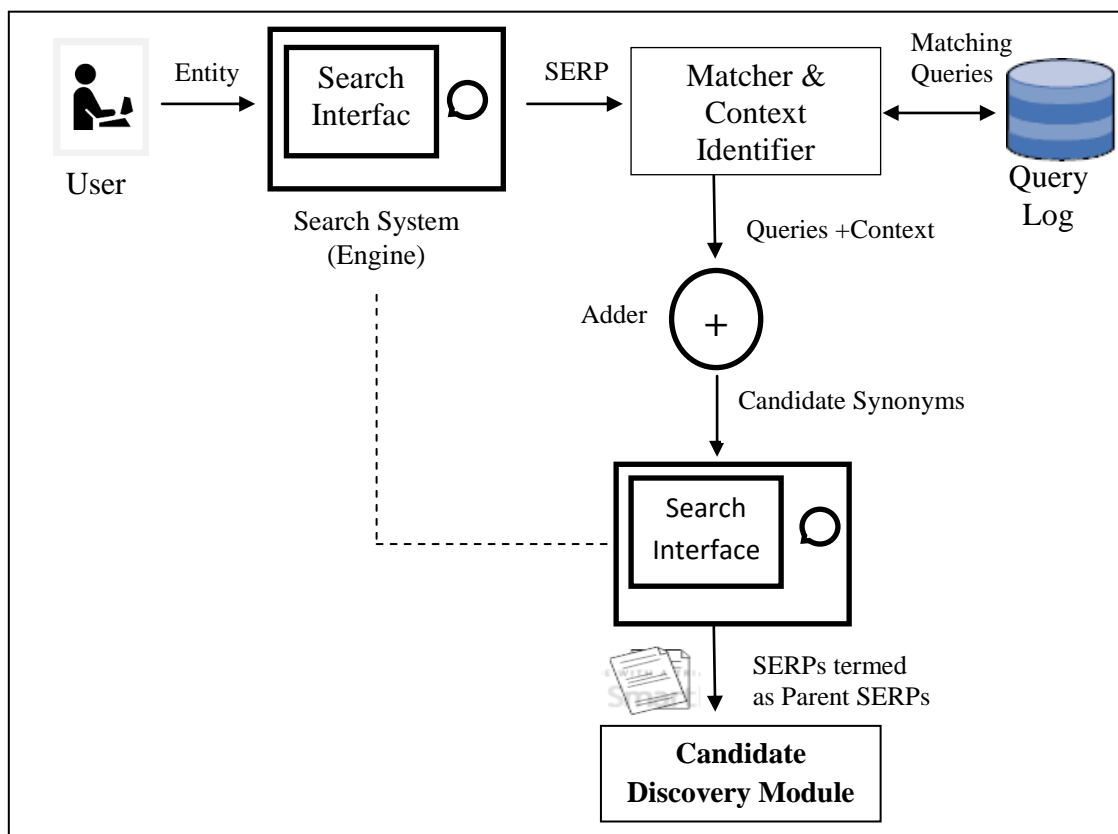 Entity
Search
Interfac
SERP
Matcher &
Context
Identifier
Matching
Queries
User
Query
Log
Search System
(Engine)
Queries +Context
Adder
+
Candidate Synonyms
Search
Interface
SERPs termed
as Parent SERPs
Candidate
Discovery Module